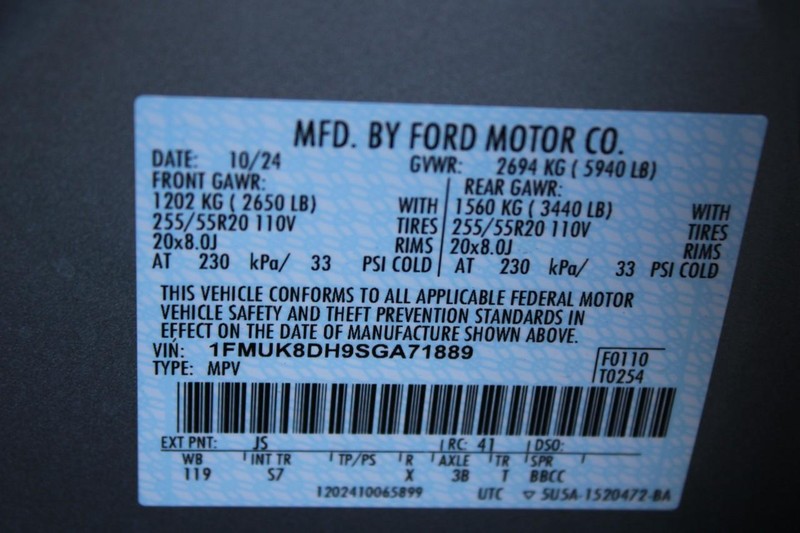 MFD. BY FORD MOTOR CO.
DATE: 10/24 GVWR: 2694 KG ( 5940 LB)
FRONT GAWR: REAR GAWR:
1202 KG ( 2650 LB) WITH 1560 KG ( 3440 LB) WITH
255/55R20 110V TIRES 255/55R20 110V TIRES
20x8.0J RIMS 20x8.0J RIMS
AT 230 kPa/ 33 PSI COLD AT 230 kPa/ 33 PSI COLD
THIS VEHICLE CONFORMS TO ALL APPLICABLE FEDERAL MOTOR
VEHICLE SAFETY AND THEFT PREVENTION STANDARDS IN
EFFECT ON THE DATE OF MANUFACTURE SHOWN ABOVE.
VIN: 1FMUK8DH9SGA71889 F0110
TYPE: MPV T0254
EXT PNT: JS RC: 41 DSO:
WB INT TR TP/PS R AXLE TR SPR
119 S7 X 3B T BBCC
1202410065899 UTC ▽ 5U5A-1520472-BA